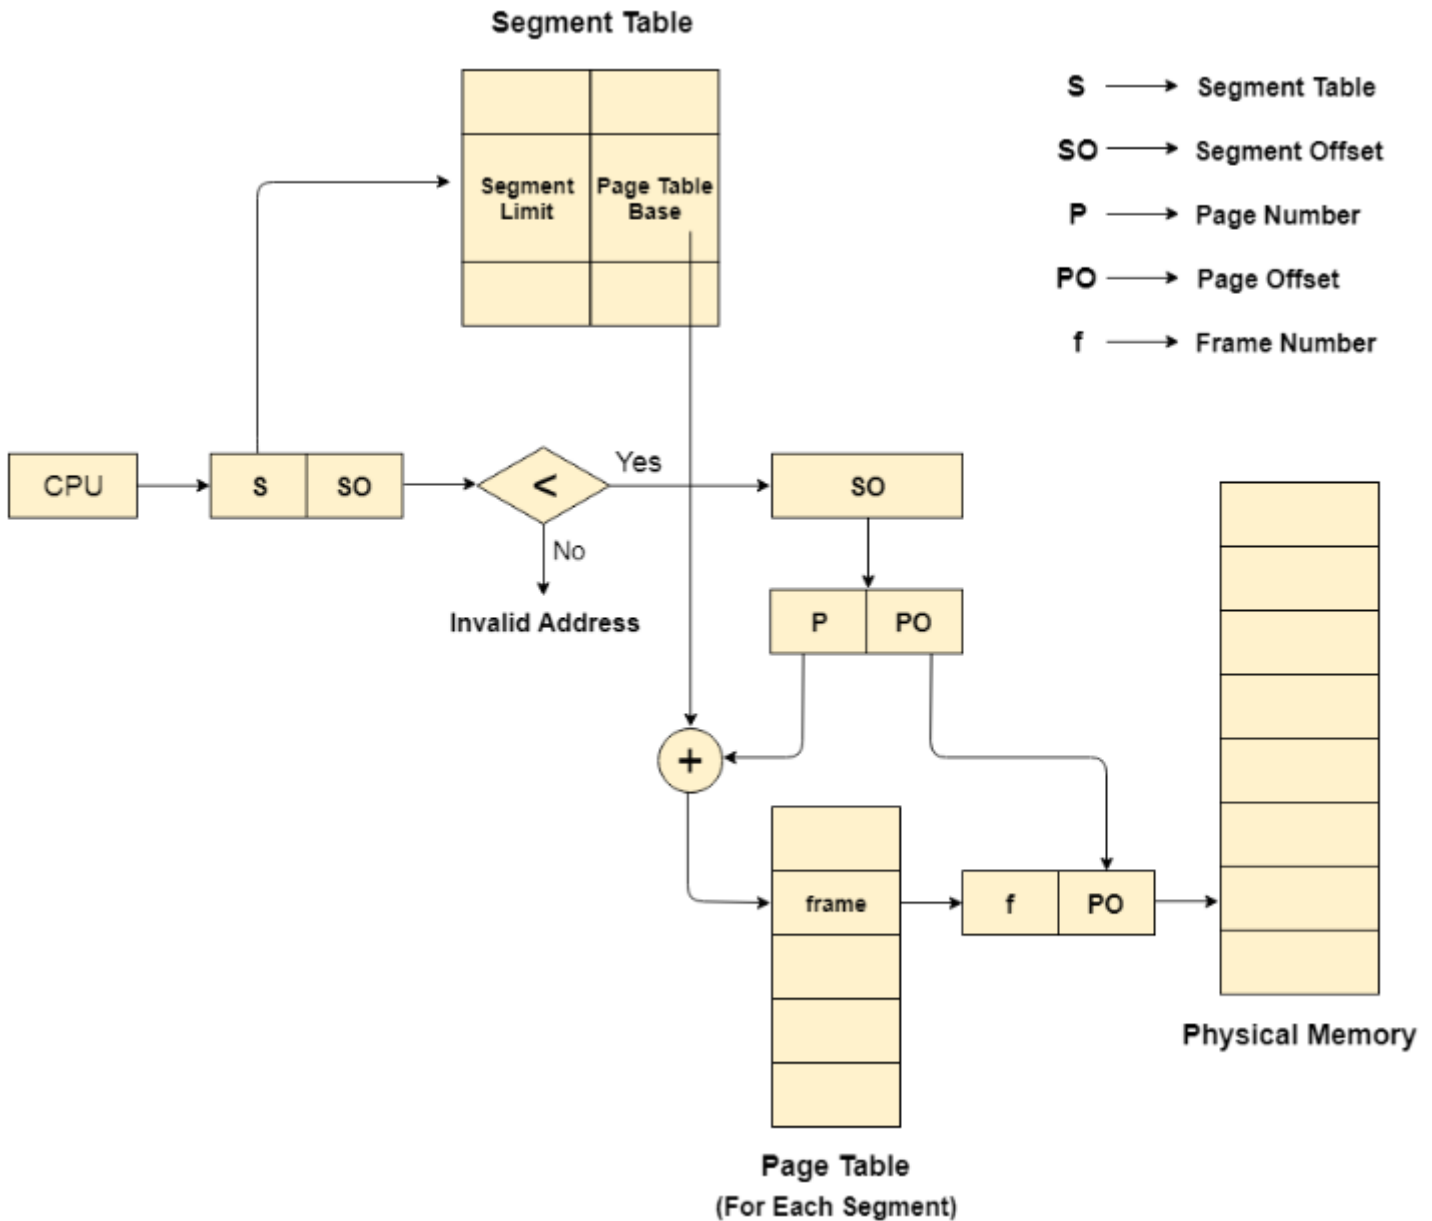 Segment Table
S
Segment Table
SO
Segment Offset
P
Page Number
PO
Page Offset
f
Frame Number
Segment
Limit
Page Table
Base
CPU
S
SO
<
Yes
No
Invalid Address
SO
P
PO
+
frame
f
PO
Physical Memory
Page Table
(For Each Segment)